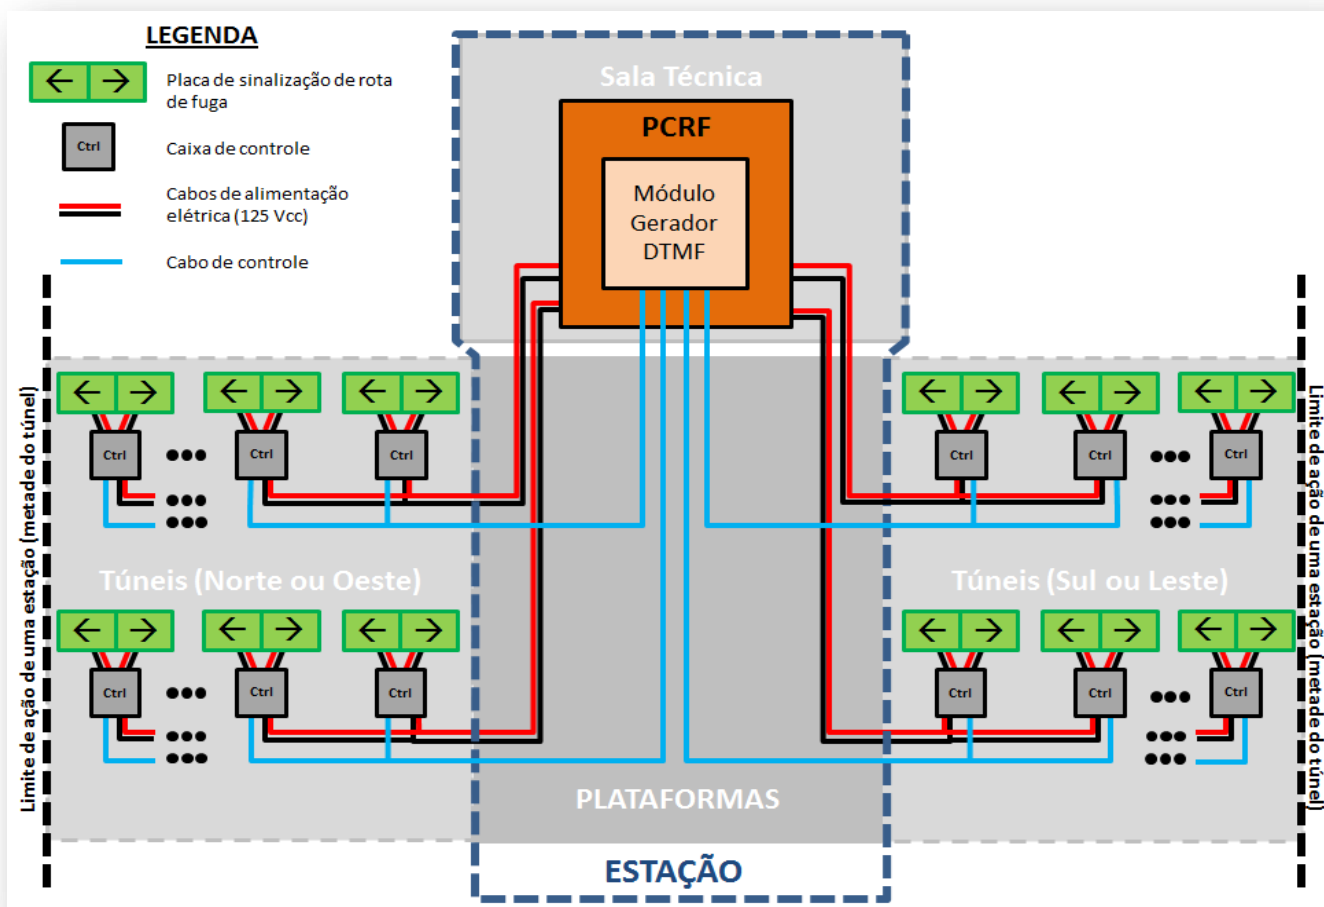 LEGENDA
Placa de sinalização de rota
de fuga
Ctrl
Caixa de controle
Cabos de alimentação
elétrica (125 Vcc)
Cabo de controle
Sala Técnica
PCRF
Módulo
Gerador
DTMF
Limite de ação de uma estação (metade do túnel)
Limite de ação de uma estação (metade do túnel)
Ctrl
Ctrl
Ctrl
Ctrl
Ctrl
Ctrl
Túneis (Norte ou Oeste)
Túneis (Sul ou Leste)
Ctrl
Ctrl
Ctrl
Ctrl
Ctrl
Ctrl
PLATAFORMAS
ESTAÇÃO